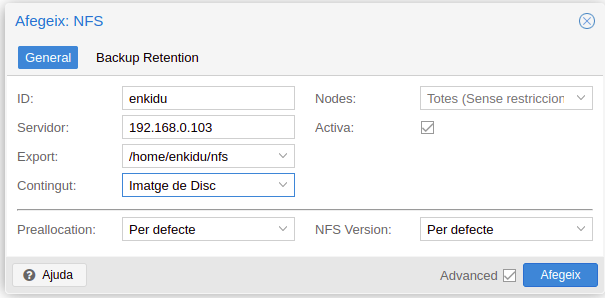 Afegeix: NFS
General Backup Retention
ID: enkidu Nodes: Totes (Sense restriccion
Servidor: 192.168.0.103 Activa:
Export: /home/enkidu/nfs
Contingut: Imatge de Disc
Preallocation: Per defecte NFS Version: Per defecte
? Ajuda Advanced Afegeix